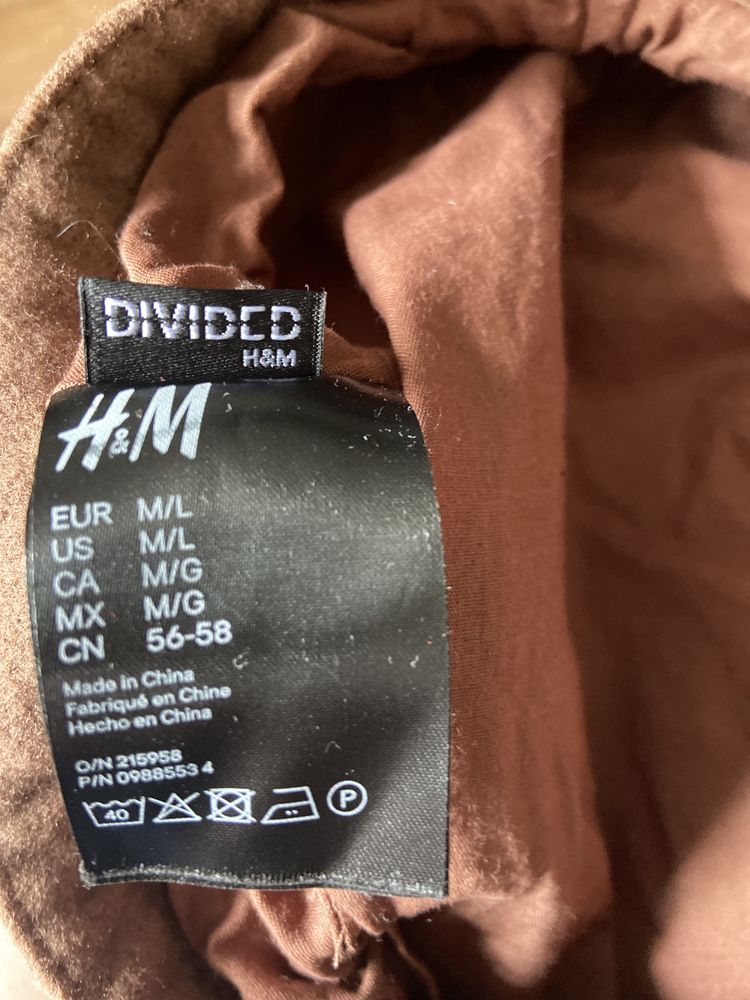 DIVIDED
H&M
H&M
EUR M/L
US M/L
CA M/G
MX M/G
CN 56-58
Made in China
Fabriqué en Chine
Hecho en China
O/N 215958
P/N 0988553 4
40
P